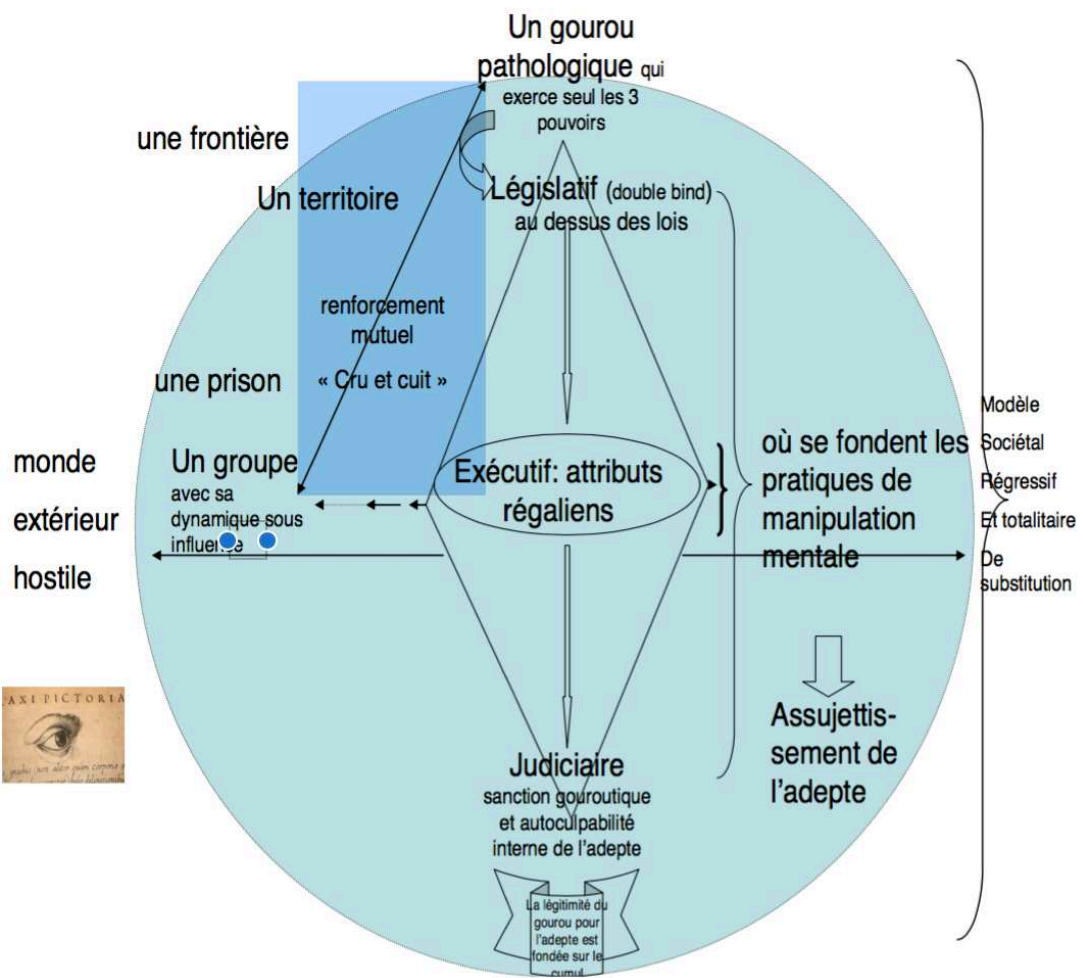 Un gourou
pathologique qui
exerce seul les 3
pouvoirs
une frontière
Un territoire
Législatif (double bind)
au dessus des lois
renforcement
mutuel
« Cru et cuit »
une prison
monde
extérieur
hostile
Un groupe
avec sa
dynamique sous
influence
Exécutif: attributs
régaliens
où se fondent les
pratiques de
manipulation
mentale
Modèle
Sociétal
Régressif
Et totalitaire
De
substitution
Assujettis-
sement de
l'adepte
AXI PICTORIA
Judiciaire
sanction gouroutique
et autoculpabilité
interne de l'adepte
La légitimité du
gourou pour
l'adepte est
fondée sur le
cumul